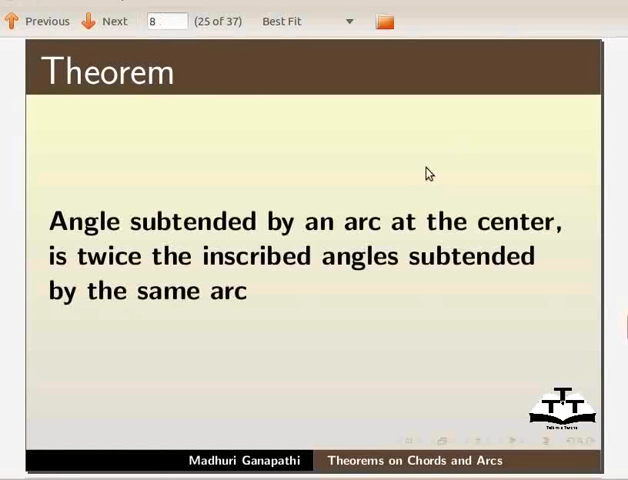 Previous Next 8 (25 of 37) Best Fit
Theorem
Angle subtended by an arc at the center,
is twice the inscribed angles subtended
by the same arc
Madhuri Ganapathi Theorems on Chords and Arcs